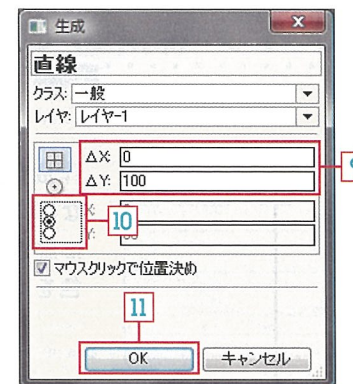 生成
直線
クラス: 一般
レイヤ: レイヤ-1
ΔX: 0
ΔY: 100
9
X:
10
Y:
マウスクリックで位置決め
11
OK
キャンセル